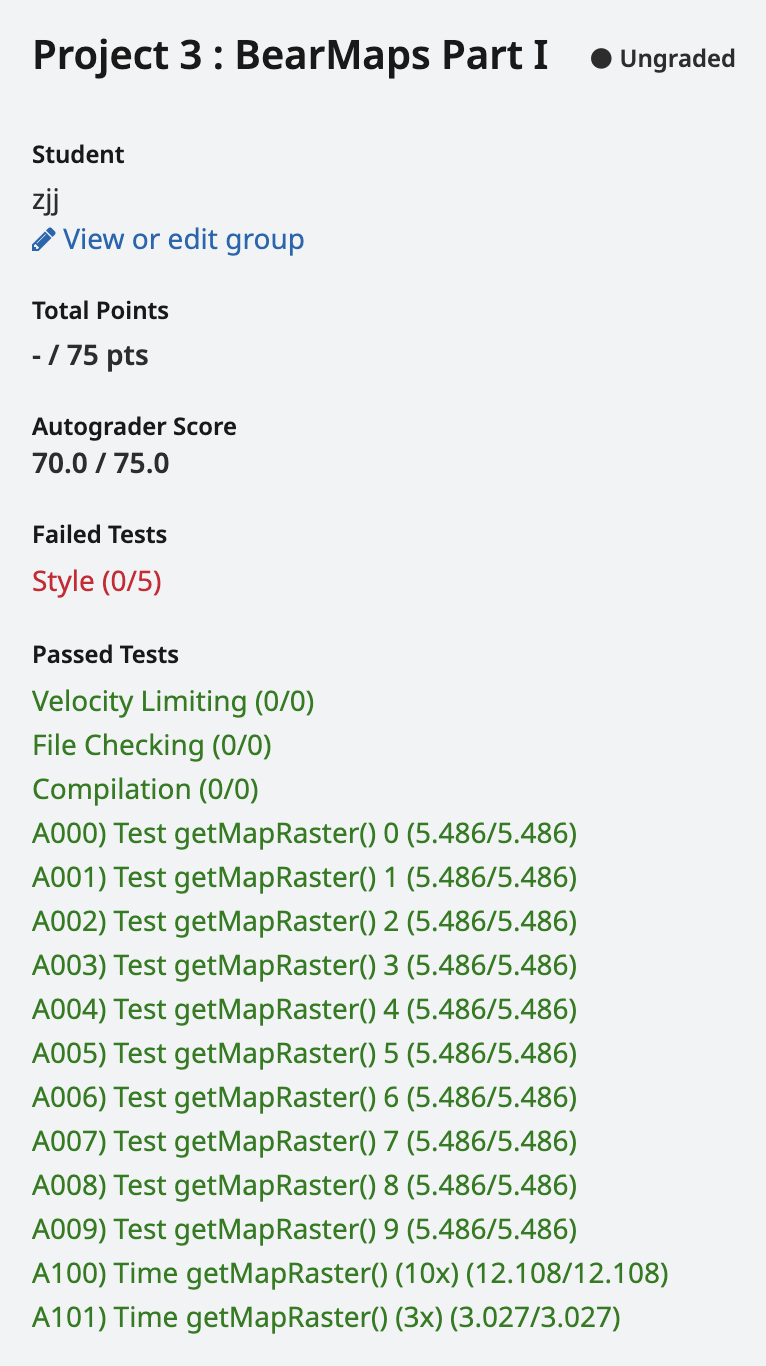 Project 3 : BearMaps Part I
Ungraded
Student
zjj
View or edit group
Total Points
- / 75 pts
Autograder Score
70.0 / 75.0
Failed Tests
Style (0/5)
Passed Tests
Velocity Limiting (0/0)
File Checking (0/0)
Compilation (0/0)
A000) Test getMapRaster() 0 (5.486/5.486)
A001) Test getMapRaster() 1 (5.486/5.486)
A002) Test getMapRaster() 2 (5.486/5.486)
A003) Test getMapRaster() 3 (5.486/5.486)
A004) Test getMapRaster() 4 (5.486/5.486)
A005) Test getMapRaster() 5 (5.486/5.486)
A006) Test getMapRaster() 6 (5.486/5.486)
A007) Test getMapRaster() 7 (5.486/5.486)
A008) Test getMapRaster() 8 (5.486/5.486)
A009) Test getMapRaster() 9 (5.486/5.486)
A100) Time getMapRaster() (10x) (12.108/12.108)
A101) Time getMapRaster() (3x) (3.027/3.027)